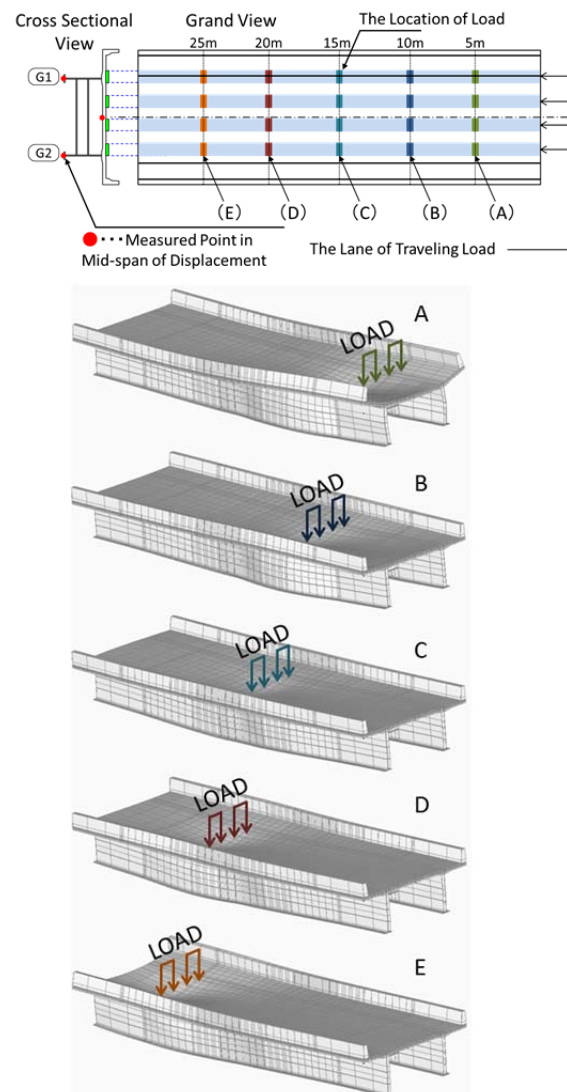 Cross Sectional
View
Grand View
The Location of Load
25m
20m
15m
10m
5m
G1
G2
(E)
(D)
(C)
(B)
(A)
●･･･Measured Point in
Mid-span of Displacement
The Lane of Traveling Load
A
LOAD
B
LOAD
C
LOAD
D
LOAD
E
LOAD